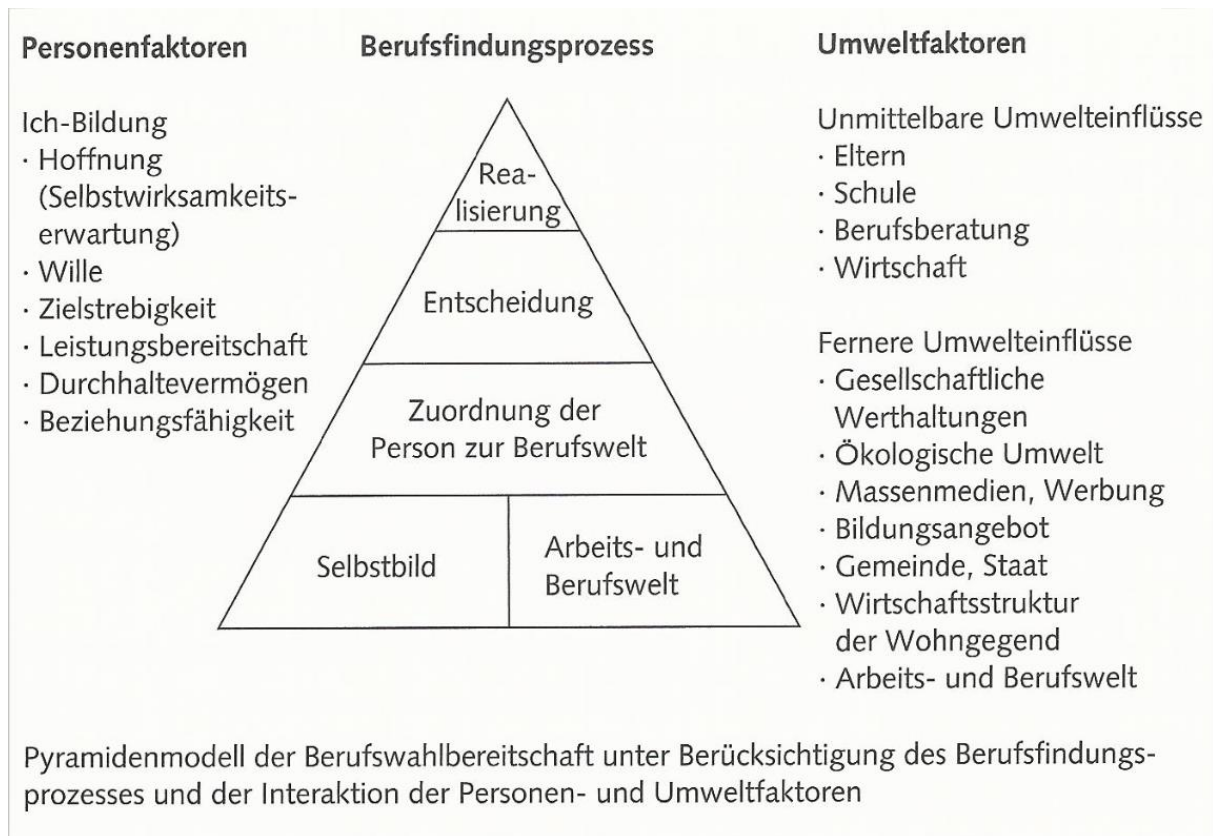 Personenfaktoren
Ich-Bildung
· Hoffnung
(Selbstwirksamkeits-
erwartung)
· Wille
· Zielstrebigkeit
· Leistungsbereitschaft
· Durchhaltevermögen
· Beziehungsfähigkeit
Berufsfindungsprozess
Rea-
lisierung
Entscheidung
Zuordnung der
Person zur Berufswelt
Selbstbild
Arbeits- und
Berufswelt
Umweltfaktoren
Unmittelbare Umwelteinflüsse
· Eltern
· Schule
· Berufsberatung
· Wirtschaft
Fernere Umwelteinflüsse
· Gesellschaftliche
Werthaltungen
· Ökologische Umwelt
· Massenmedien, Werbung
· Bildungsangebot
· Gemeinde, Staat
· Wirtschaftsstruktur
der Wohngegend
· Arbeits- und Berufswelt
Pyramidenmodell der Berufswahlbereitschaft unter Berücksichtigung des Berufsfindungs-
prozesses und der Interaktion der Personen- und Umweltfaktoren